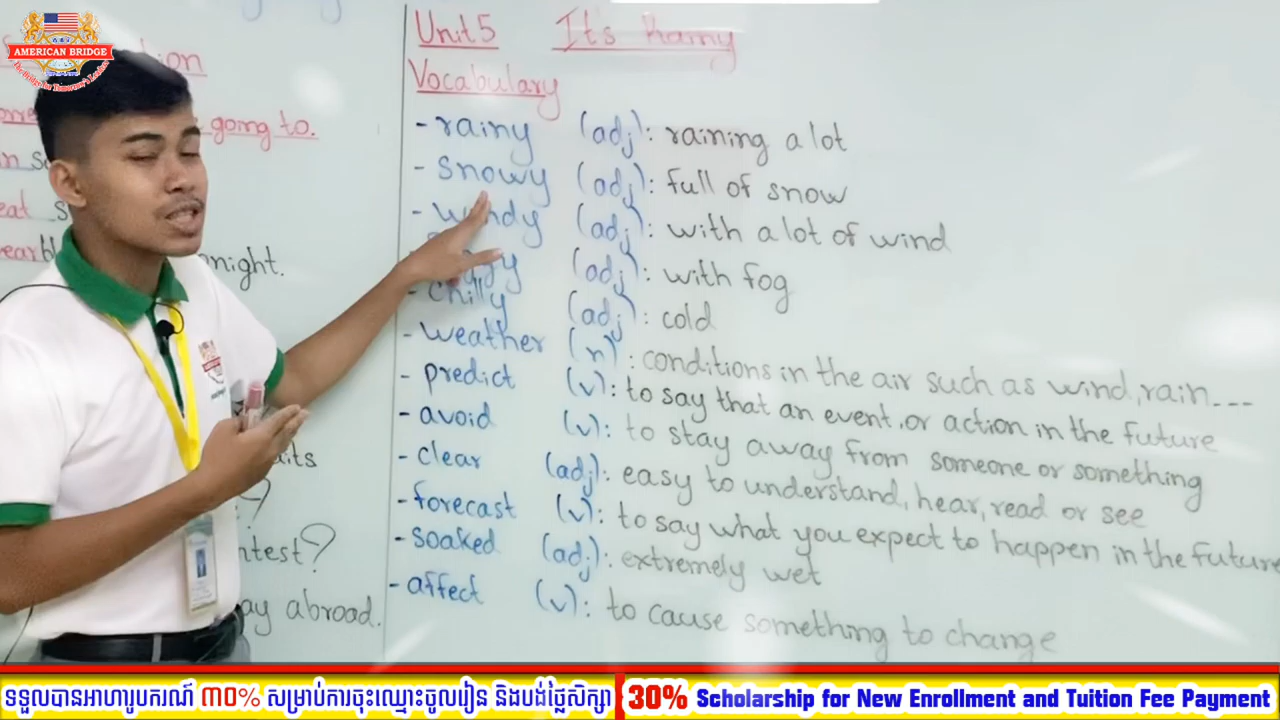 AMERICAN BRIDGE
going to.
night.
ay abroad.
Unit 5 It's Rainy
Vocabulary
- rainy (adj): raining a lot
- snowy (adj): full of snow
- windy (adj): with a lot of wind
(adj): with fog
- chilly (adj): cold
- weather (n): conditions in the air such as wind, rain---
- predict (v): to say that an event or action in the future
- avoid (v): to stay away from someone or something
- clear (adj): easy to understand, hear, read or see
- forecast (v): to say what you expect to happen in the future
- soaked (adj): extremely wet
- affect (v): to cause something to change
ទទួលបានអាហារូបករណ៍ ៣០% សម្រាប់ការចុះឈ្មោះចូលរៀន និងបង់ថ្លៃសិក្សា
30% Scholarship for New Enrollment and Tuition Fee Payment